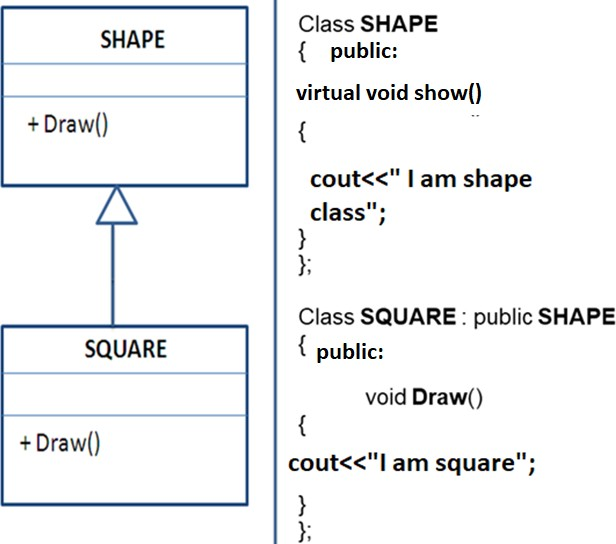 SHAPE
+ Draw()
SQUARE
+ Draw()
Class SHAPE
{ public:
virtual void show()
{
cout<<" I am shape
class";
}
};
Class SQUARE : public SHAPE
{ public:
void Draw()
{
cout<<"I am square";
}
};